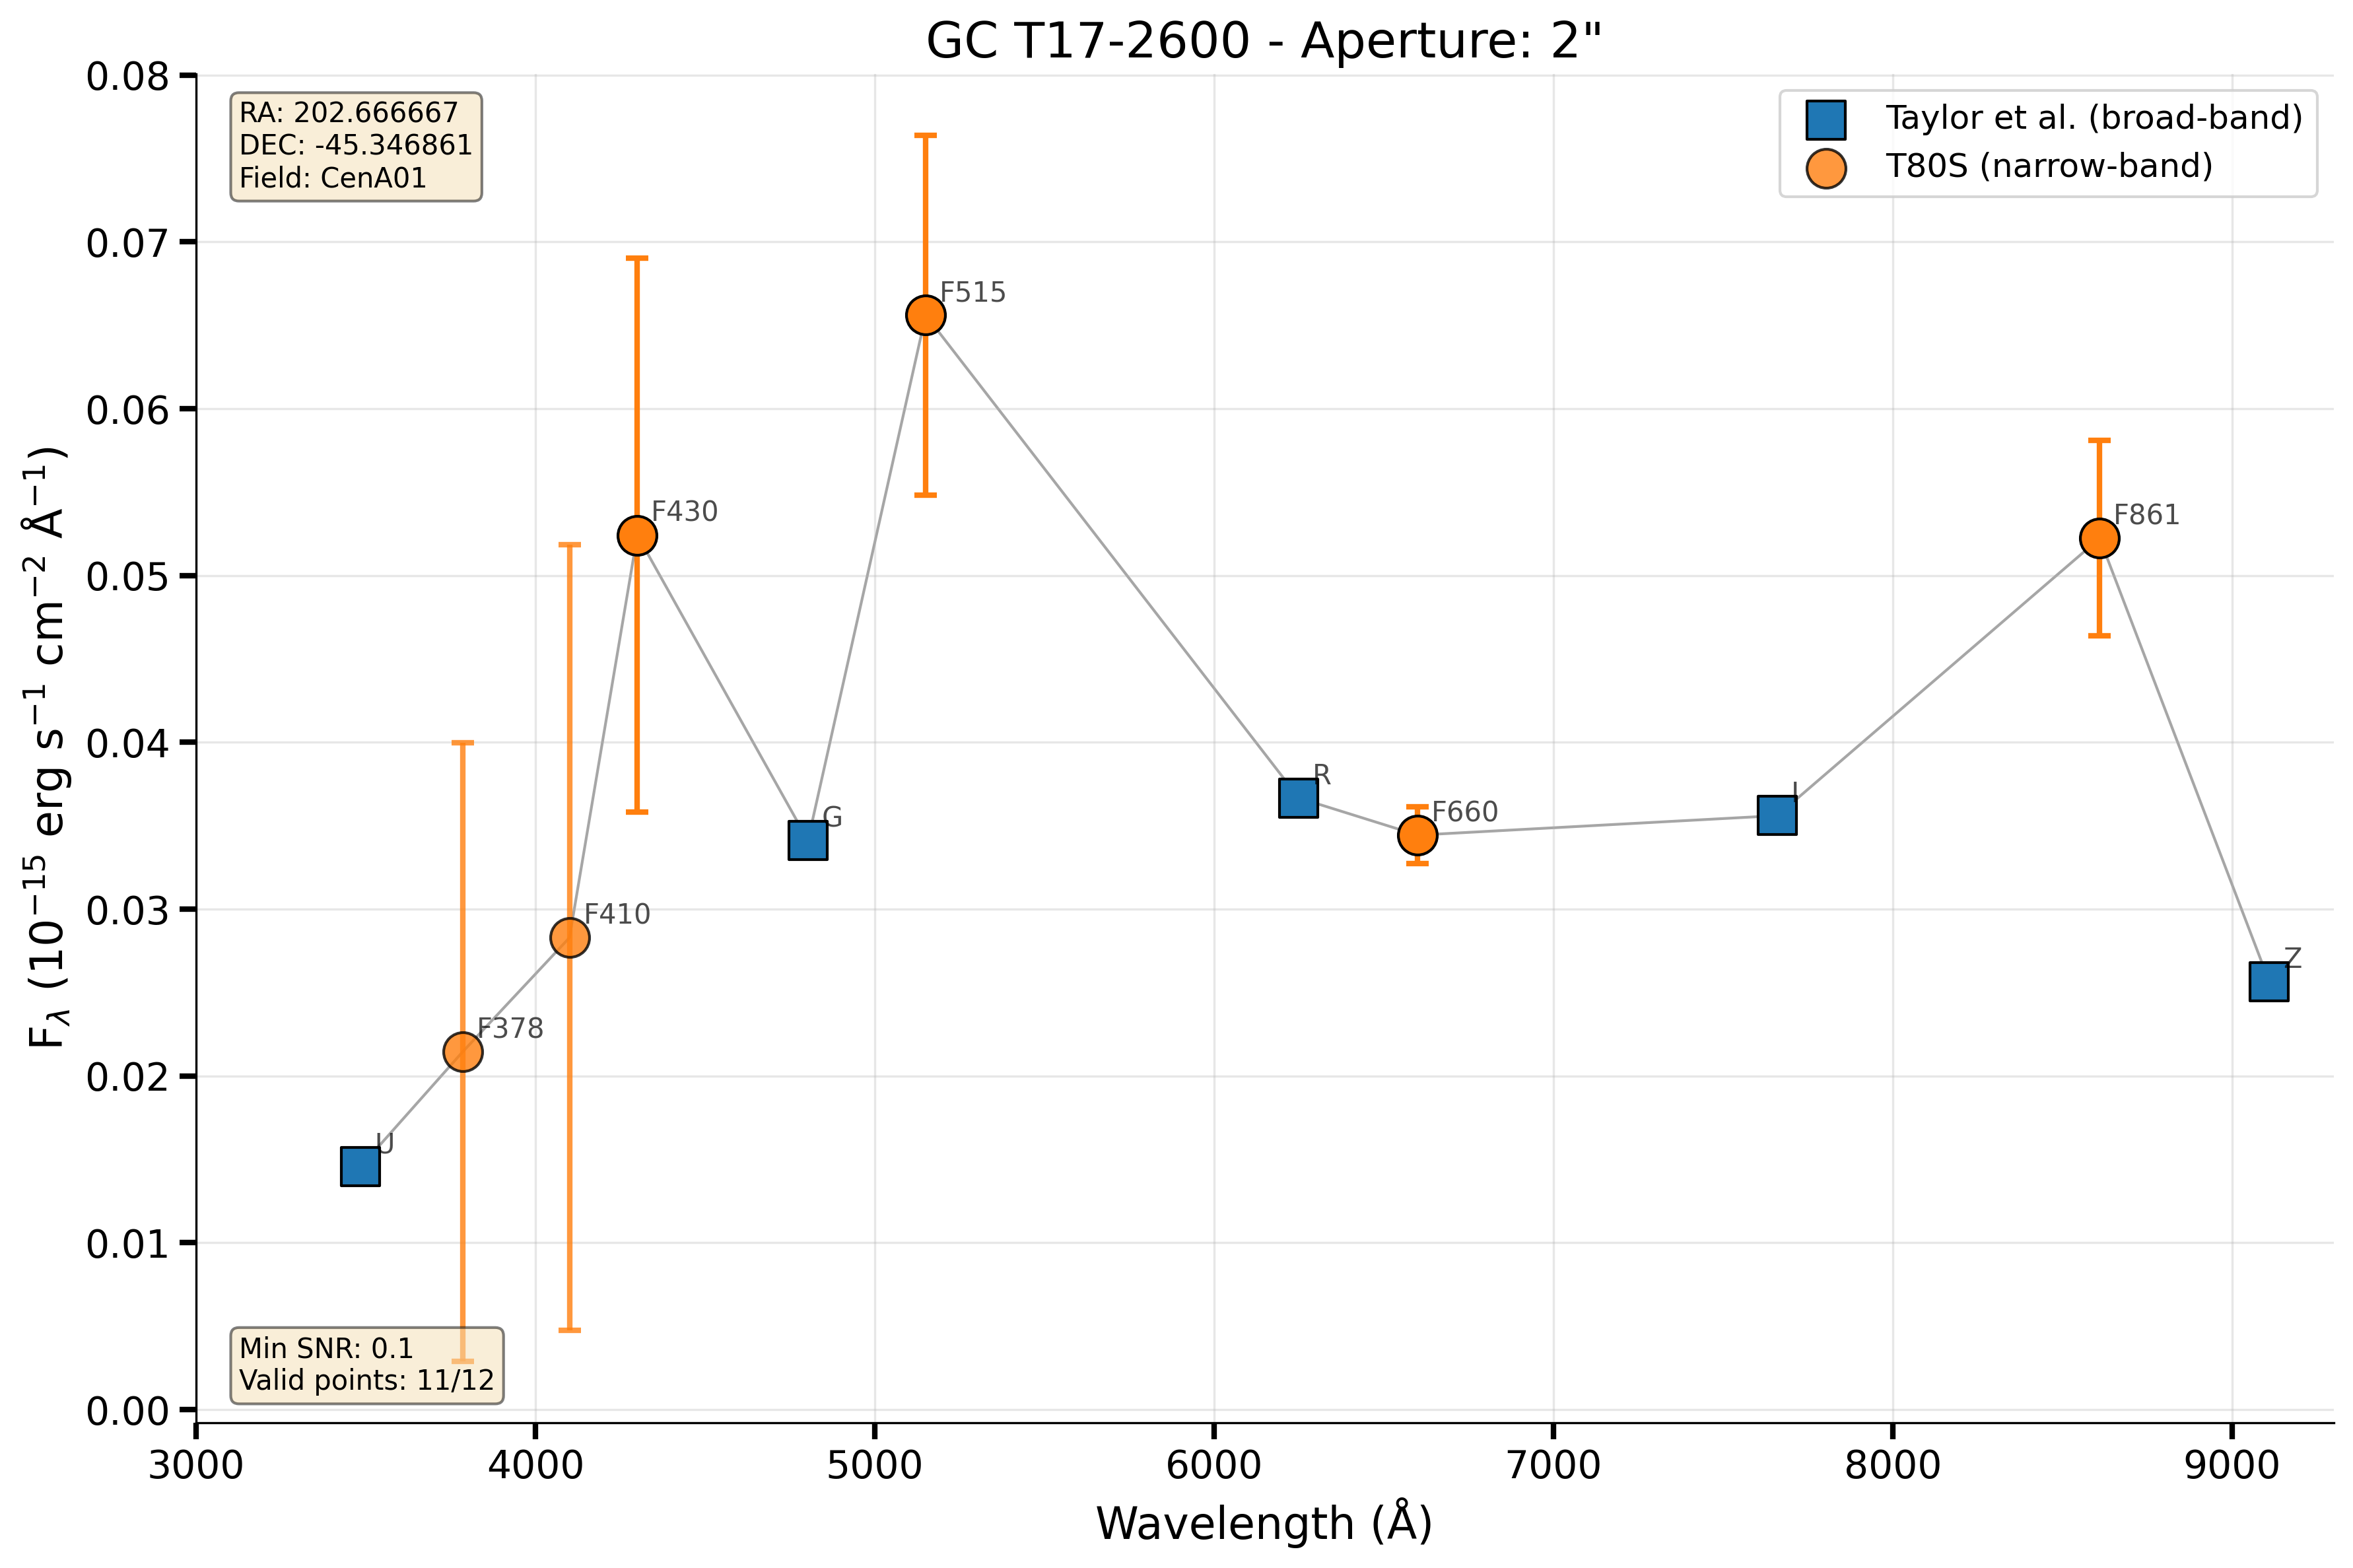 GC T17-2600 - Aperture: 2"
RA: 202.666667
DEC: -45.346861
Field: CenA01
Taylor et al. (broad-band)
T80S (narrow-band)
0.08
0.07
0.06
0.05
0.04
0.03
0.02
0.01
0.00
F_λ (10⁻¹⁵ erg s⁻¹ cm⁻² Å⁻¹)
U
F378
F410
F430
G
F515
R
F660
I
F861
Z
Min SNR: 0.1
Valid points: 11/12
3000 4000 5000 6000 7000 8000 9000
Wavelength (Å)